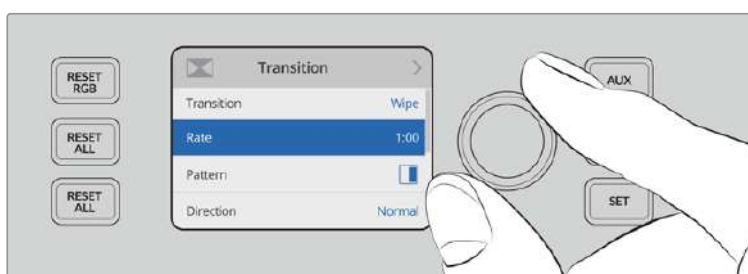 RESET
RGB
RESET
ALL
RESET
ALL
Transition
Transition Wipe
Rate 1:00
Pattern
Direction Normal
AUX
SET